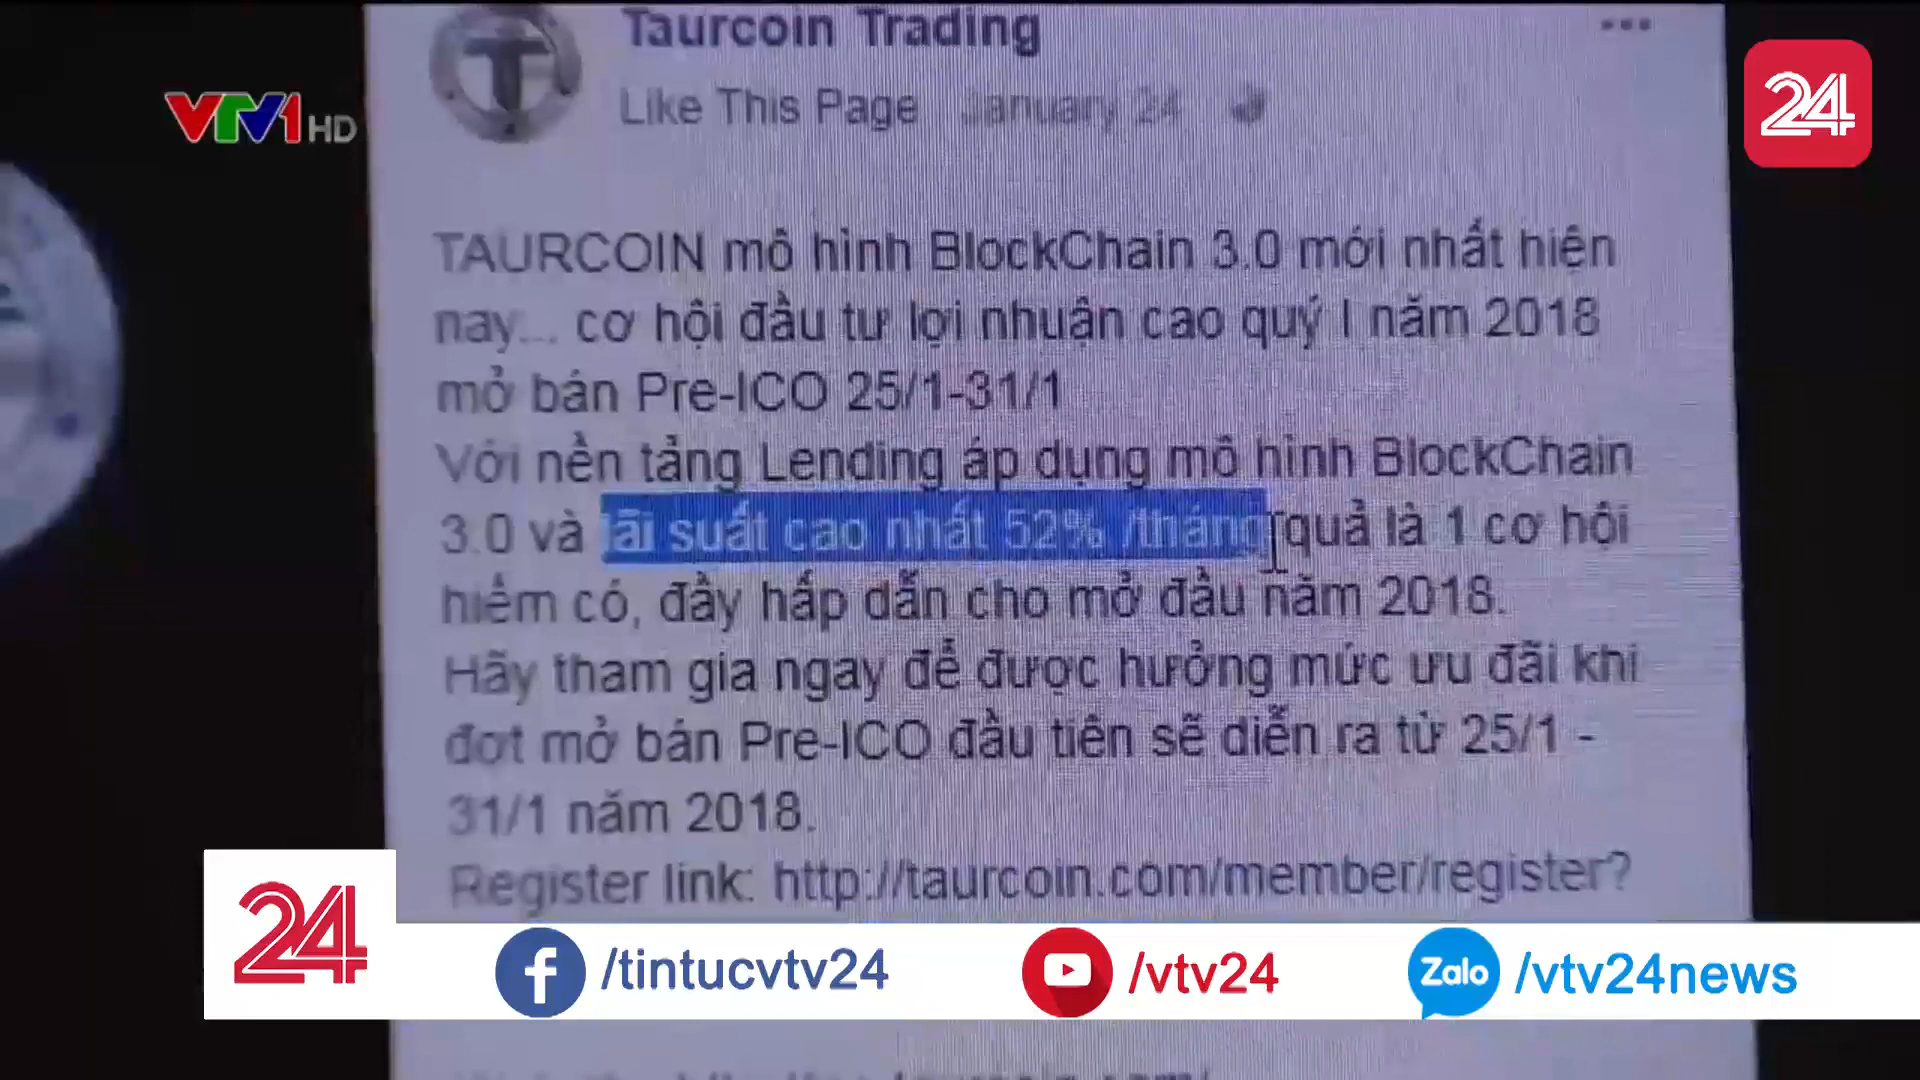 Taurcoin Trading
Like This Page January 24
VTV1 HD
24
TAURCOIN mô hình BlockChain 3.0 mới nhất hiện
nay... cơ hội đầu tư lợi nhuận cao quý I năm 2018
mở bán Pre-ICO 25/1-31/1
Với nền tảng Lending áp dụng mô hình BlockChain
3.0 và lãi suất cao nhất 52% /tháng quả là 1 cơ hội
hiếm có, đầy hấp dẫn cho mở đầu năm 2018.
Hãy tham gia ngay để được hưởng mức ưu đãi khi
đợt mở bán Pre-ICO đầu tiên sẽ diễn ra từ 25/1 -
31/1 năm 2018.
Register link: http://taurcoin.com/member/register?
24
/tintucvtv24
/vtv24
Zalo /vtv24news